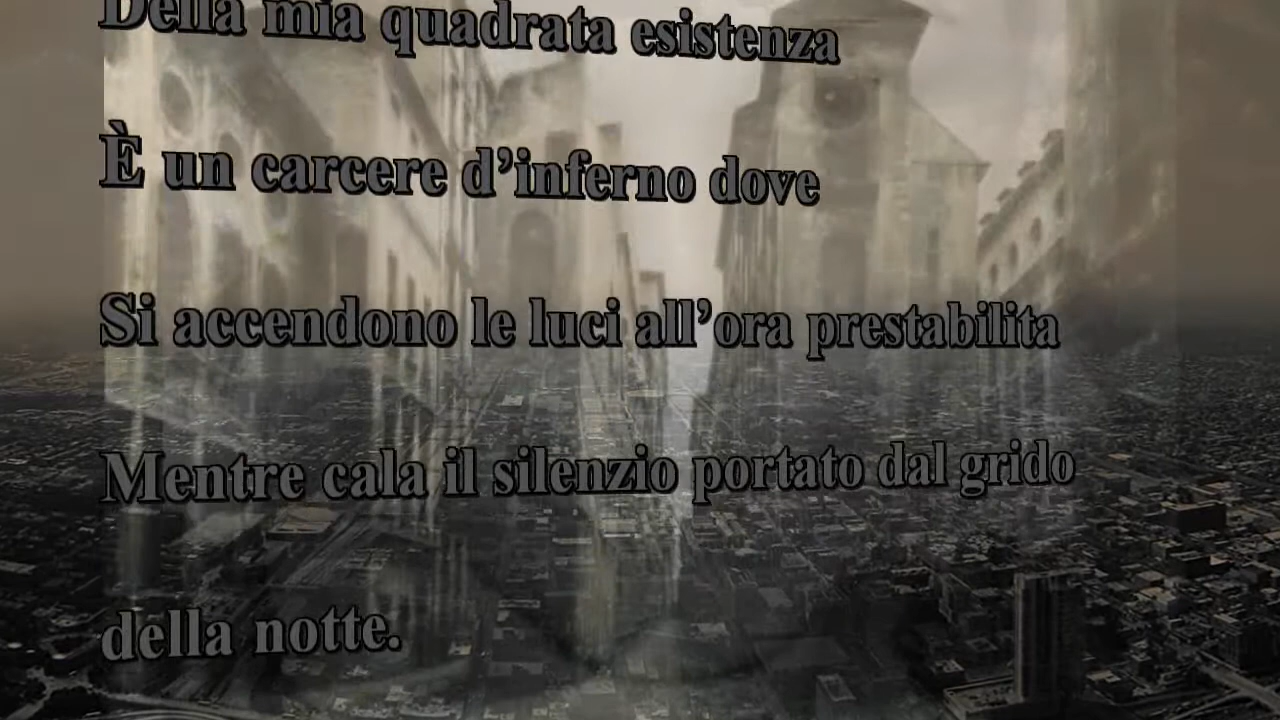 Della mia quadrata esistenza
È un carcere d’inferno dove
Si accendono le luci all’ora prestabilita
Mentre cala il silenzio portato dal grido
della notte.